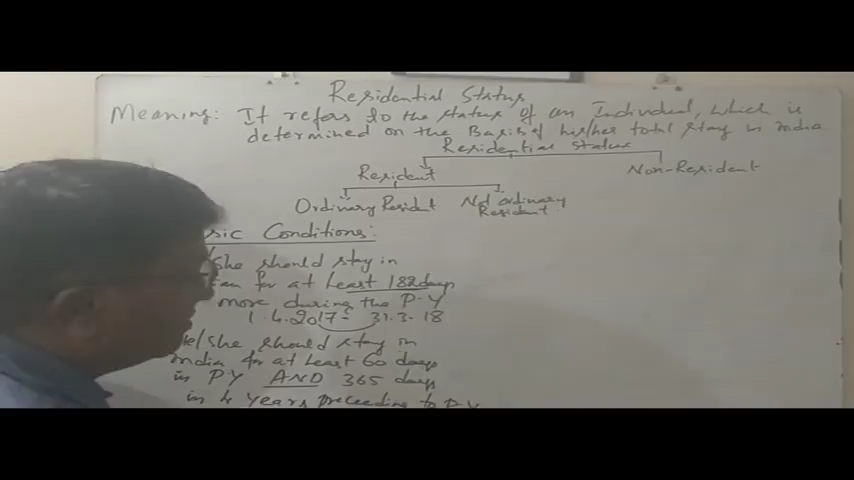 Residential Status
Meaning: It refers to the status of an Individual, which is
determined on the Basis of his/her total stay in India
Residential Status
Resident
Non-Resident
Ordinary Resident
Not ordinary
Resident
sic Conditions:
/She should stay in
for at Least 182 days
more during the P.Y
1.4.2017- 31.3-18
He/She should stay in
India for at Least 60 days
in PY AND 365 days
in 4 years preceeding to P.Y.